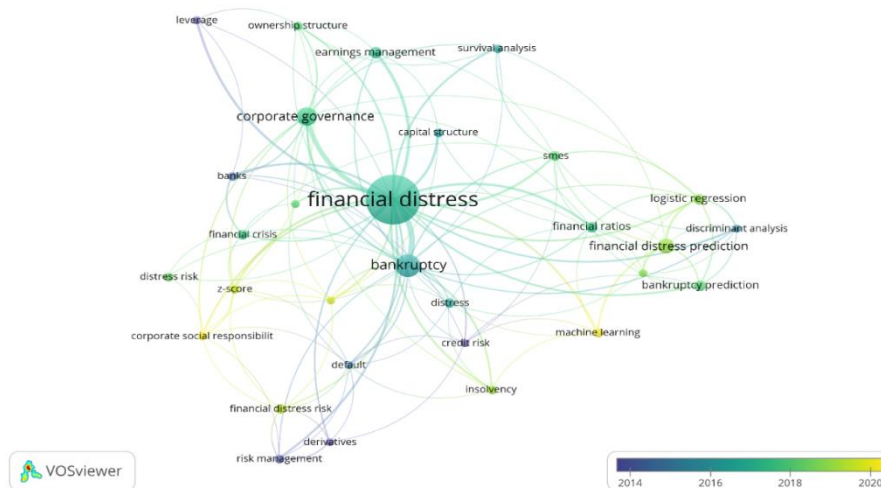 leverage
ownership structure
earnings management
survival analysis
corporate governance
capital structure
smes
banks
financial distress
logistic regression
financial ratios
discriminant analysis
financial crisis
financial distress prediction
bankruptcy
distress risk
z-score
bankruptcy prediction
distress
corporate social responsibilit
machine learning
credit risk
default
insolvency
financial distress risk
derivatives
risk management
VOSviewer
2014 2016 2018 2020